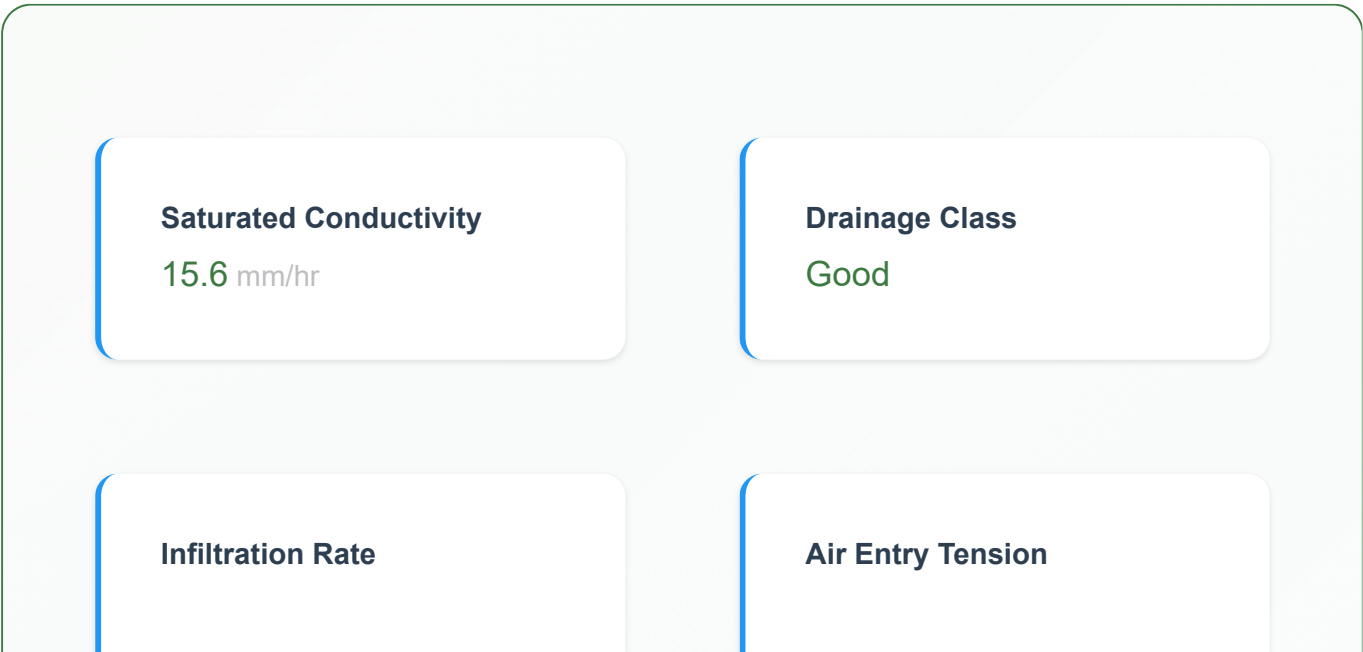 Saturated Conductivity
15.6 mm/hr
Drainage Class
Good
Infiltration Rate
Air Entry Tension